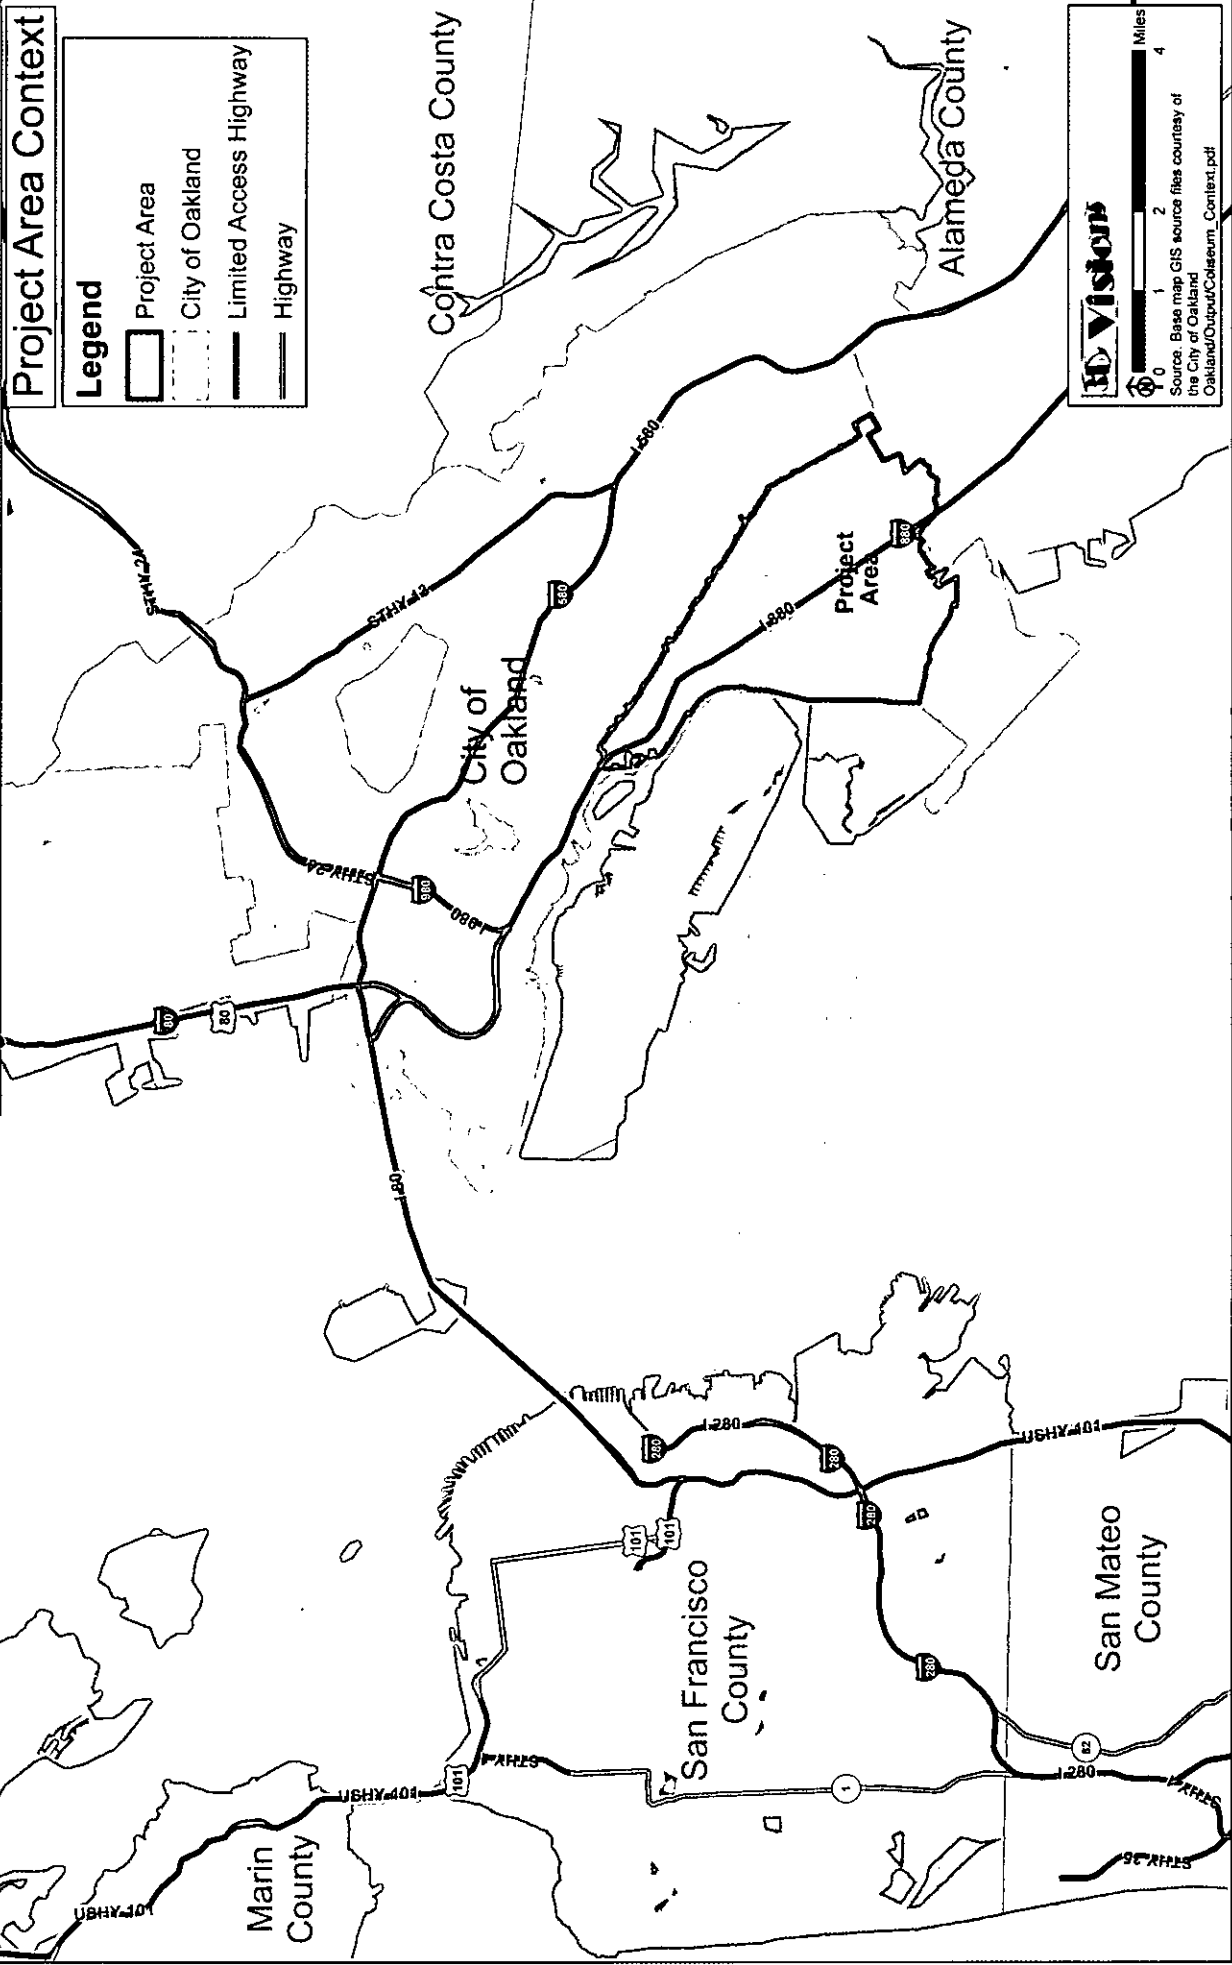 Project Area Context
Legend
Project Area
City of Oakland
Limited Access Highway
Highway
Contra Costa County
Alameda County
Marin
County
San Francisco
County
San Mateo
County
City of
Oakland
Project
Area
STHY 24
STHY 13
STHY 24
I-580
580
I-880
880
I-980
980
80
80
I-80
I-280
280
280
280
280
I-280
USHY 101
USHY 101
USHY 101
101
101
101
STHY 1
1
82
STHY 1
STHY 35
Visions
0 1 2 4
Miles
N
Source: Base map GIS source files courtesy of
the City of Oakland
Oakland/Output/Coliseum_Context.pdf